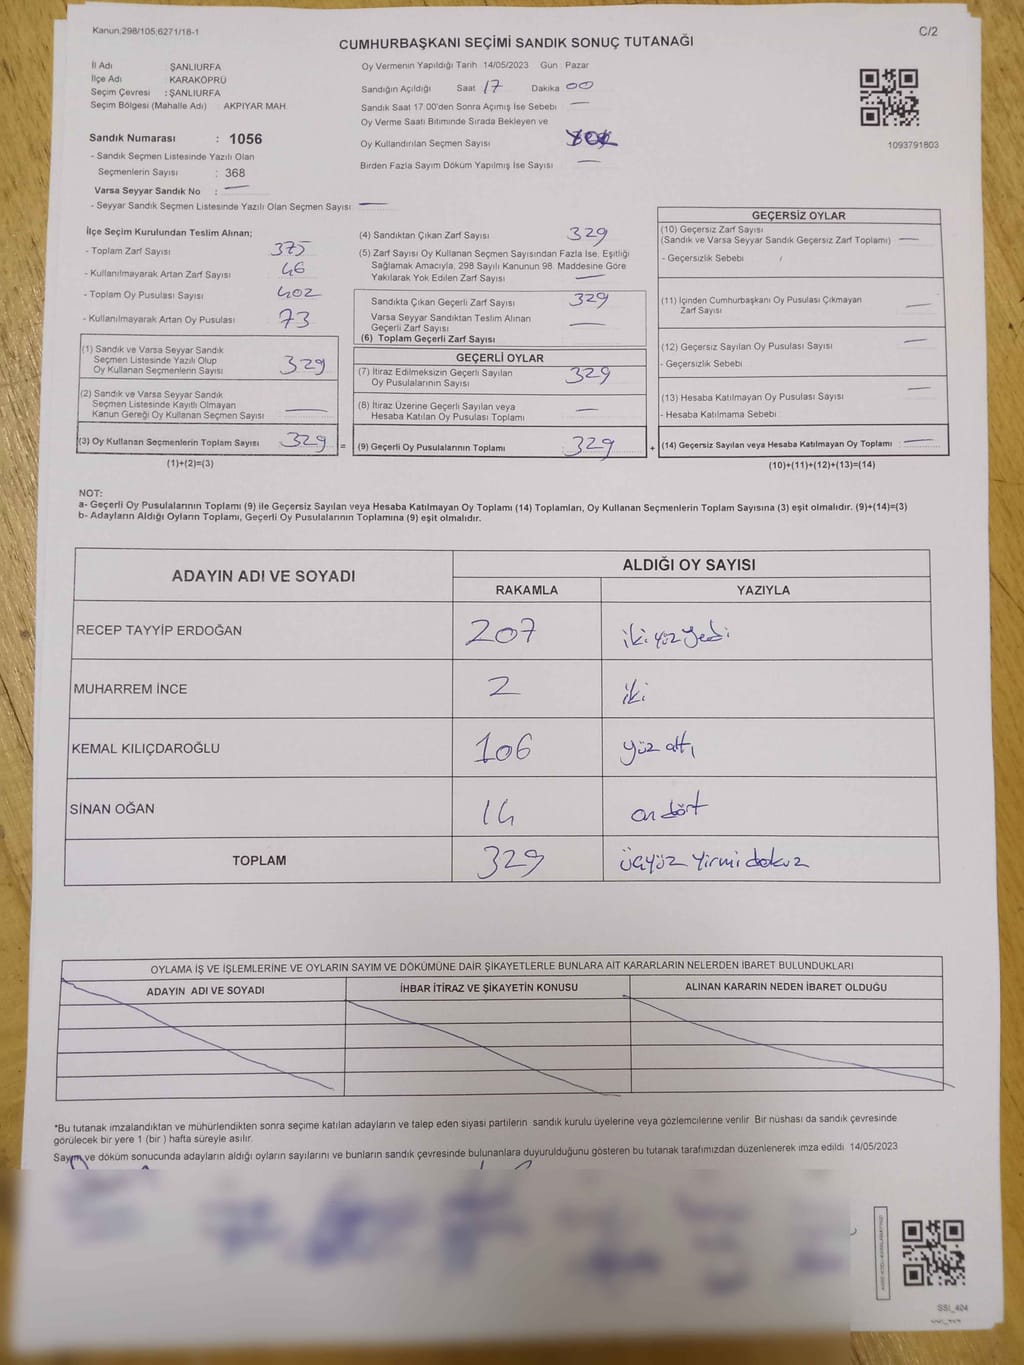 Kanun:298/105;6271/18-1
C/2
CUMHURBAŞKANI SEÇİMİ SANDIK SONUÇ TUTANAĞI
İl Adı : ŞANLIURFA
İlçe Adı : KARAKÖPRÜ
Seçim Çevresi : ŞANLIURFA
Seçim Bölgesi (Mahalle Adı) : AKPIYAR MAH.
Sandık Numarası : 1056
- Sandık Seçmen Listesinde Yazılı Olan
Seçmenlerin Sayısı : 368
Varsa Seyyar Sandık No : —
- Seyyar Sandık Seçmen Listesinde Yazılı Olan Seçmen Sayısı: —
Oy Vermenin Yapıldığı Tarih 14/05/2023 Gün : Pazar
Sandığın Açıldığı Saat 17 Dakika 00
Sandık Saat 17.00'den Sonra Açımış İse Sebebi —
Oy Verme Saati Bitiminde Sırada Bekleyen ve
Oy Kullandırılan Seçmen Sayısı
Birden Fazla Sayım Döküm Yapılmış İse Sayısı —
1093791803
İlçe Seçim Kurulundan Teslim Alınan;
- Toplam Zarf Sayısı 375
- Kullanılmayarak Artan Zarf Sayısı 46
- Toplam Oy Pusulası Sayısı 402
- Kullanılmayarak Artan Oy Pusulası 73
(1) Sandık ve Varsa Seyyar Sandık
Seçmen Listesinde Yazılı Olup
Oy Kullanan Seçmenlerin Sayısı 329
(2) Sandık ve Varsa Seyyar Sandık
Seçmen Listesinde Kayıtlı Olmayan
Kanun Gereği Oy Kullanan Seçmen Sayısı —
(3) Oy Kullanan Seçmenlerin Toplam Sayısı 329 =
(1)+(2)=(3)
(4) Sandıktan Çıkan Zarf Sayısı 329
(5) Zarf Sayısı Oy Kullanan Seçmen Sayısından Fazla İse, Eşitliği
Sağlamak Amacıyla, 298 Sayılı Kanunun 98. Maddesine Göre
Yakılarak Yok Edilen Zarf Sayısı —
Sandıkta Çıkan Geçerli Zarf Sayısı 329
Varsa Seyyar Sandıktan Teslim Alınan
Geçerli Zarf Sayısı —
(6) Toplam Geçerli Zarf Sayısı
GEÇERLİ OYLAR
(7) İtiraz Edilmeksizin Geçerli Sayılan
Oy Pusulalarının Sayısı 329
(8) İtiraz Üzerine Geçerli Sayılan veya
Hesaba Katılan Oy Pusulası Toplamı —
(9) Geçerli Oy Pusulalarının Toplamı 329 +
GEÇERSİZ OYLAR
(10) Geçersiz Zarf Sayısı
(Sandık ve Varsa Seyyar Sandık Geçersiz Zarf Toplamı) —
- Geçersizlik Sebebi /
(11) İçinden Cumhurbaşkanı Oy Pusulası Çıkmayan
Zarf Sayısı —
(12) Geçersiz Sayılan Oy Pusulası Sayısı —
- Geçersizlik Sebebi
(13) Hesaba Katılmayan Oy Pusulası Sayısı —
- Hesaba Katılmama Sebebi
(14) Geçersiz Sayılan veya Hesaba Katılmayan Oy Toplamı —
(10)+(11)+(12)+(13)=(14)
NOT:
a- Geçerli Oy Pusulalarının Toplamı (9) ile Geçersiz Sayılan veya Hesaba Katılmayan Oy Toplamı (14) Toplamları, Oy Kullanan Seçmenlerin Toplam Sayısına (3) eşit olmalıdır. (9)+(14)=(3)
b- Adayların Aldığı Oyların Toplamı, Geçerli Oy Pusulalarının Toplamına (9) eşit olmalıdır.
ADAYIN ADI VE SOYADI
ALDIĞI OY SAYISI
RAKAMLA YAZIYLA
RECEP TAYYİP ERDOĞAN 207 iki yüz yedi
MUHARREM İNCE 2 iki
KEMAL KILIÇDAROĞLU 106 yüz altı
SİNAN OĞAN 14 on dört
TOPLAM 329 üçyüz yirmi dokuz
OYLAMA İŞ VE İŞLEMLERİNE VE OYLARIN SAYIM VE DÖKÜMÜNE DAİR ŞİKAYETLERLE BUNLARA AİT KARARLARIN NELERDEN İBARET BULUNDUKLARI
ADAYIN ADI VE SOYADI İHBAR İTİRAZ VE ŞİKAYETİN KONUSU ALINAN KARARIN NEDEN İBARET OLDUĞU
*Bu tutanak imzalandıktan ve mühürlendikten sonra seçime katılan adayların ve talep eden siyasi partilerin sandık kurulu üyelerine veya gözlemcilerine verilir Bir nüshası da sandık çevresinde
görülecek bir yere 1 (bir ) hafta süreyle asılır.
Sayım ve döküm sonucunda adayların aldığı oyların sayılarını ve bunların sandık çevresinde bulunanlara duyurulduğunu gösteren bu tutanak tarafımızdan düzenlenerek imza edildi 14/05/2023
SSI_404